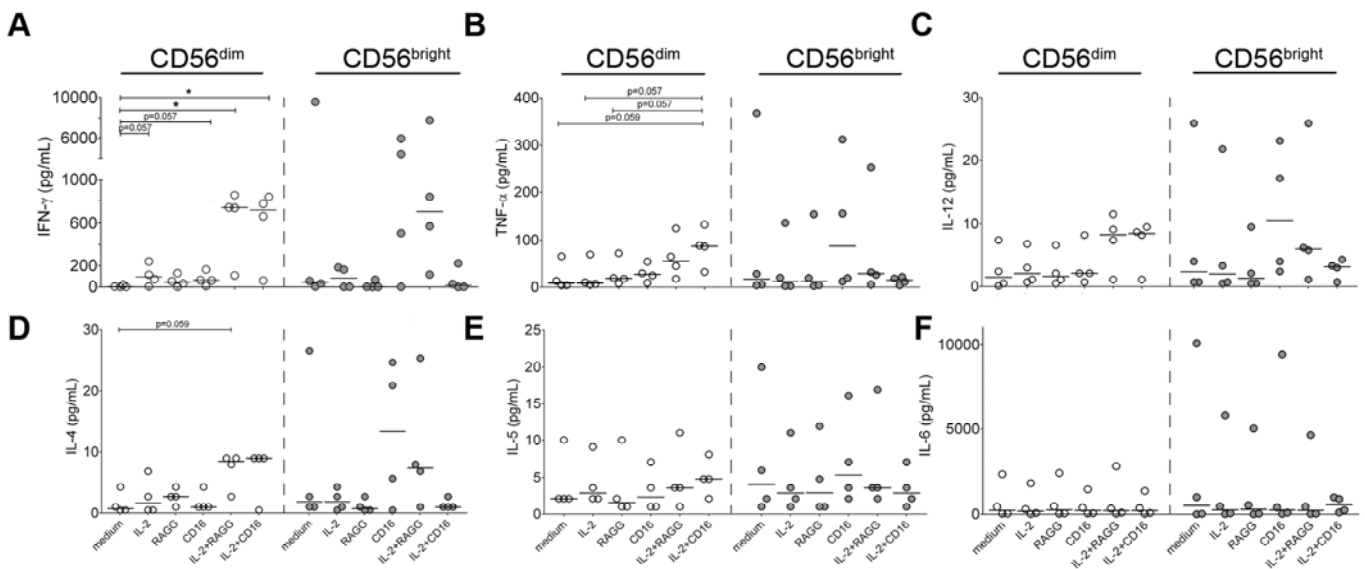 A
CD56dim CD56bright
* 
*
p=0.057
p=0.057
10000
6000
1000
800
600
400
200
0
IFN-γ (pg/mL)
B
CD56dim CD56bright
p=0.057
p=0.057
p=0.059
400
300
200
100
0
TNF-α (pg/mL)
C
CD56dim CD56bright
30
20
10
0
IL-12 (pg/mL)
D
p=0.059
30
20
10
0
IL-4 (pg/mL)
medium IL-2 RAGG CD16 IL-2+RAGG IL-2+CD16 medium IL-2 RAGG CD16 IL-2+RAGG IL-2+CD16
E
25
20
15
10
5
0
IL-5 (pg/mL)
medium IL-2 RAGG CD16 IL-2+RAGG IL-2+CD16 medium IL-2 RAGG CD16 IL-2+RAGG IL-2+CD16
F
10000
5000
0
IL-6 (pg/mL)
medium IL-2 RAGG CD16 IL-2+RAGG IL-2+CD16 medium IL-2 RAGG CD16 IL-2+RAGG IL-2+CD16